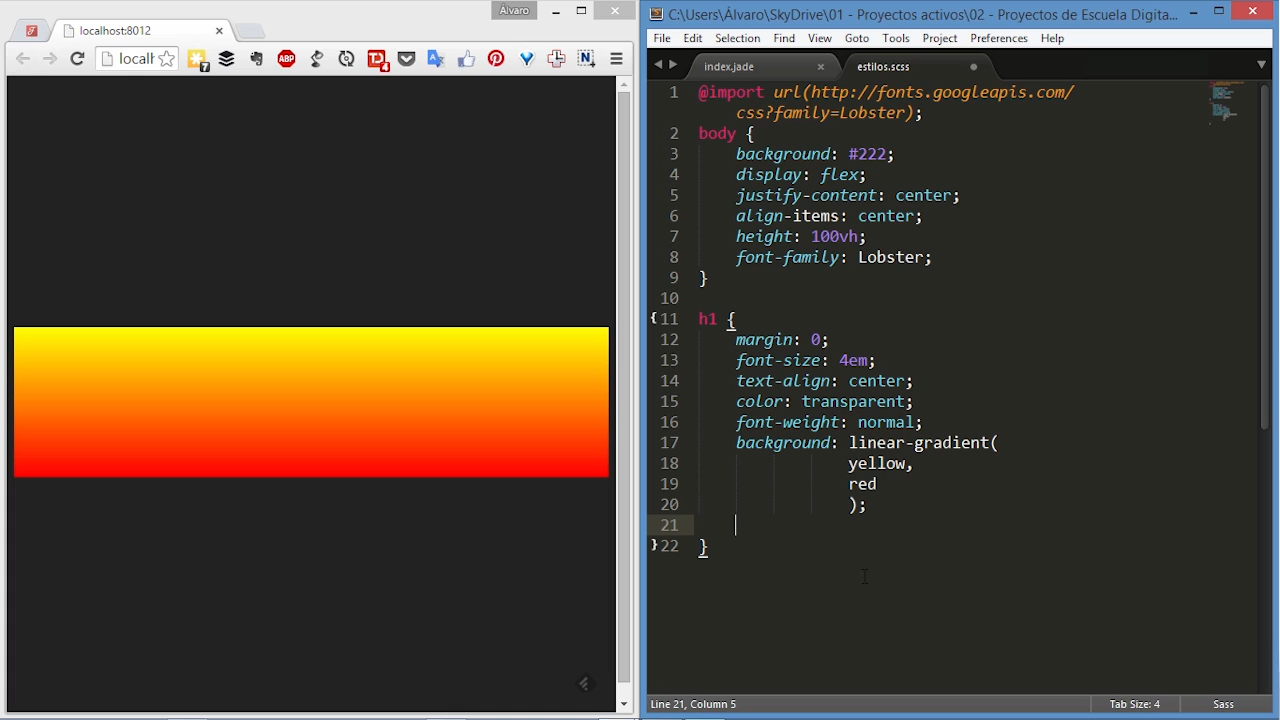 Álvaro
localhost:8012
localh
7
ABP
4
N
C:\Users\Álvaro\SkyDrive\01 - Proyectos activos\02 - Proyectos de Escuela Digita...
File Edit Selection Find View Goto Tools Project Preferences Help
index.jade estilos.scss
1 @import url(http://fonts.googleapis.com/
css?family=Lobster);
2 body {
3 background: #222;
4 display: flex;
5 justify-content: center;
6 align-items: center;
7 height: 100vh;
8 font-family: Lobster;
9 }
10
11 h1 {
12 margin: 0;
13 font-size: 4em;
14 text-align: center;
15 color: transparent;
16 font-weight: normal;
17 background: linear-gradient(
18 yellow,
19 red
20 );
21
22 }
Line 21, Column 5 Tab Size: 4 Sass